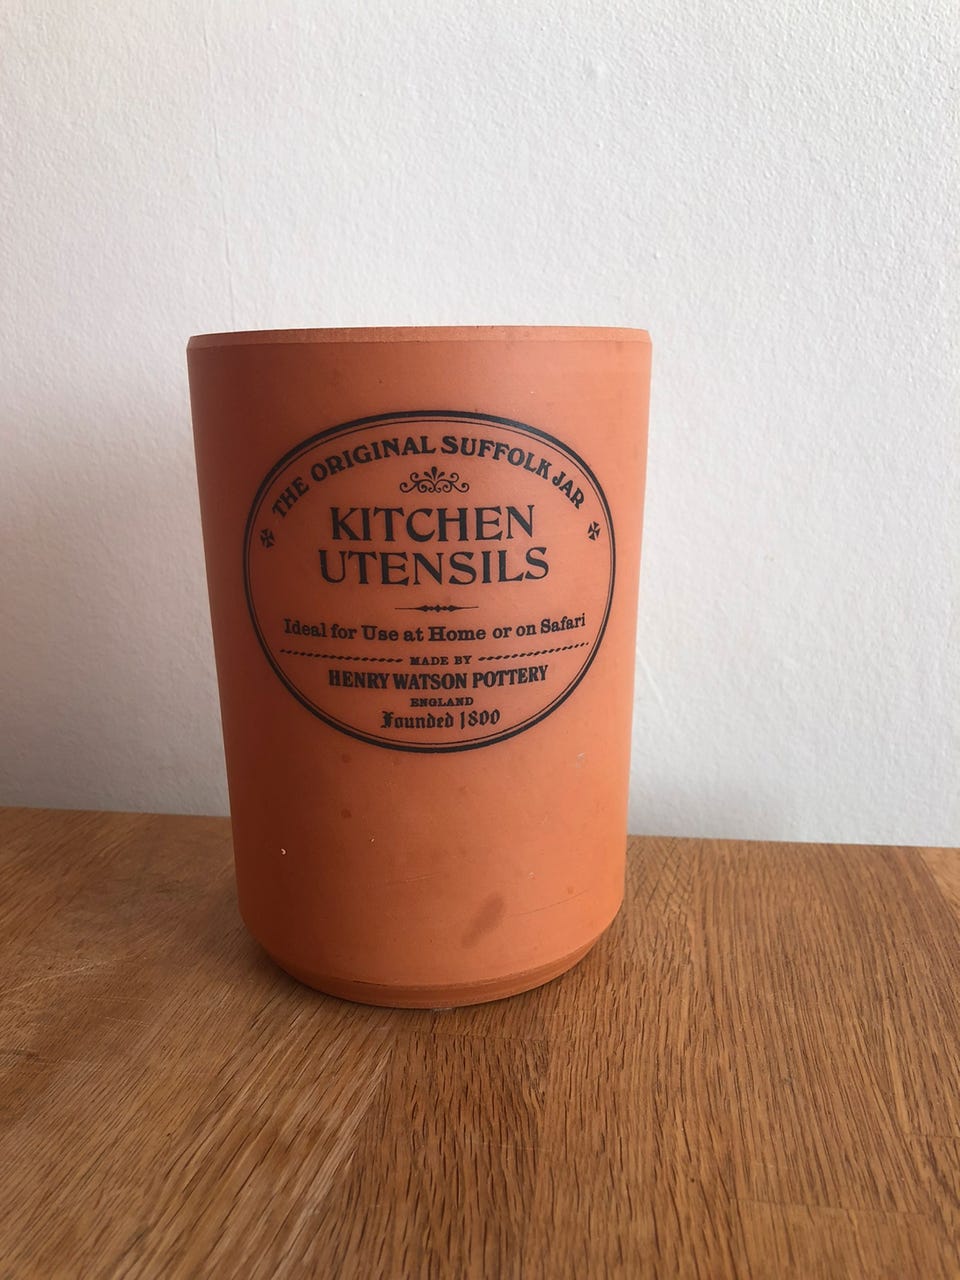 THE ORIGINAL SUFFOLK JAR
KITCHEN
UTENSILS
Ideal for Use at Home or on Safari
MADE BY
HENRY WATSON POTTERY
ENGLAND
Founded 1800